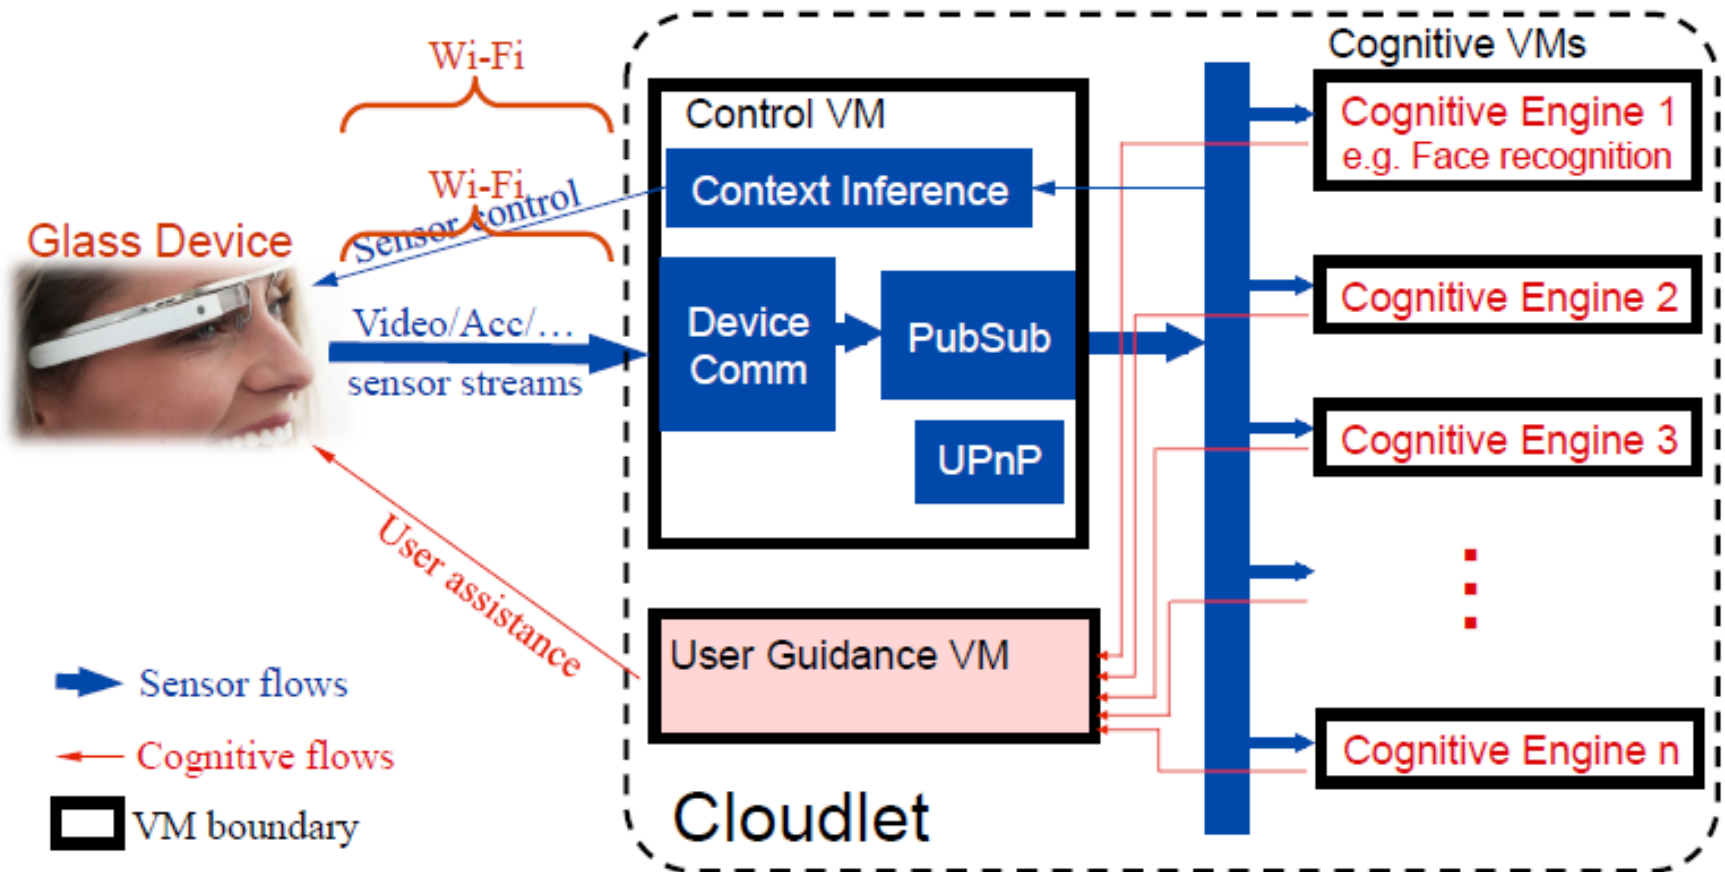 Wi-Fi
Wi-Fi
Sensor control
Glass Device
Video/Acc/…
sensor streams
User assistance
Sensor flows
Cognitive flows
VM boundary
Control VM
Context Inference
Device
Comm
PubSub
UPnP
User Guidance VM
Cloudlet
Cognitive VMs
Cognitive Engine 1
e.g. Face recognition
Cognitive Engine 2
Cognitive Engine 3
Cognitive Engine n